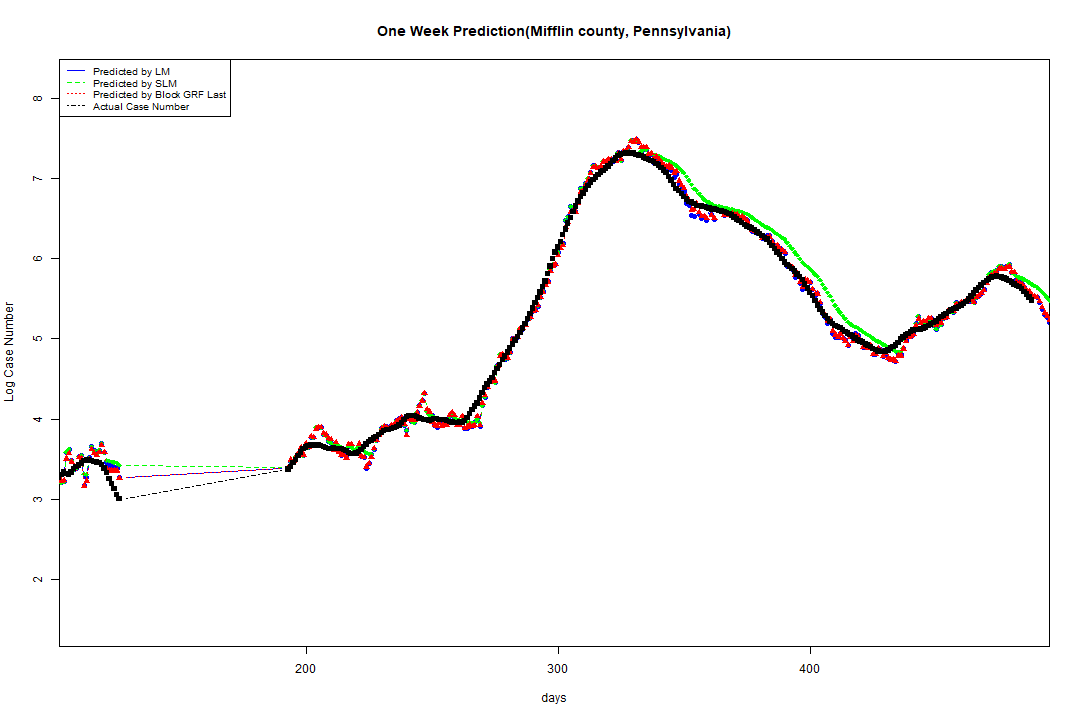 One Week Prediction(Mifflin county, Pennsylvania)
Predicted by LM
Predicted by SLM
Predicted by Block GRF Last
Actual Case Number
8
7
6
5
4
3
2
Log Case Number
200
300
400
days